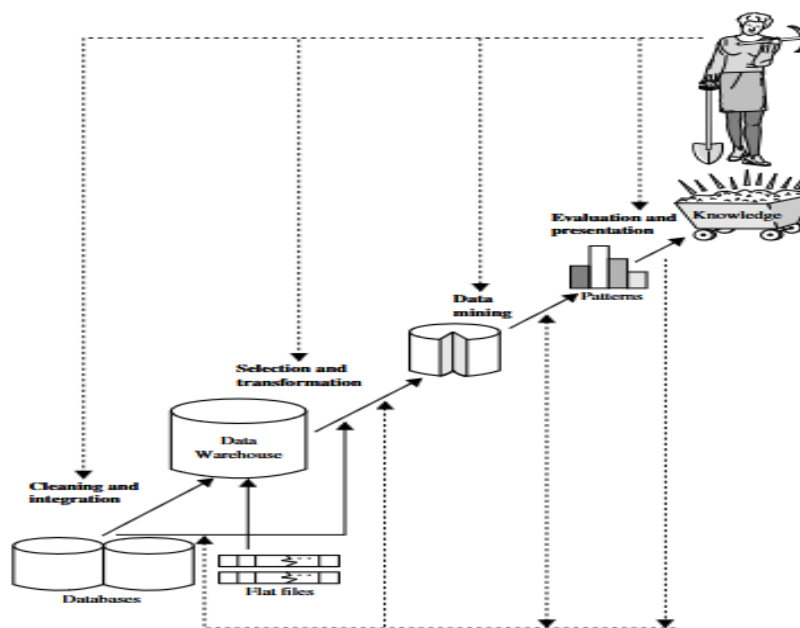 Knowledge
Evaluation and
presentation
Patterns
Data
mining
Selection and
transformation
Data
Warehouse
Cleaning and
integration
Databases
Flat files